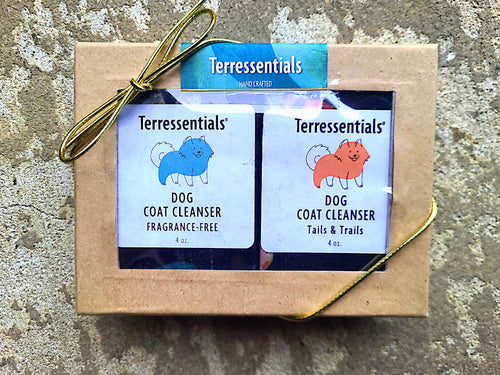 Terressentials
HAND CRAFTED
Terressentials®
DOG
COAT CLEANSER
FRAGRANCE-FREE
4 oz.
Terressentials®
DOG
COAT CLEANSER
Tails & Trails
4 oz.